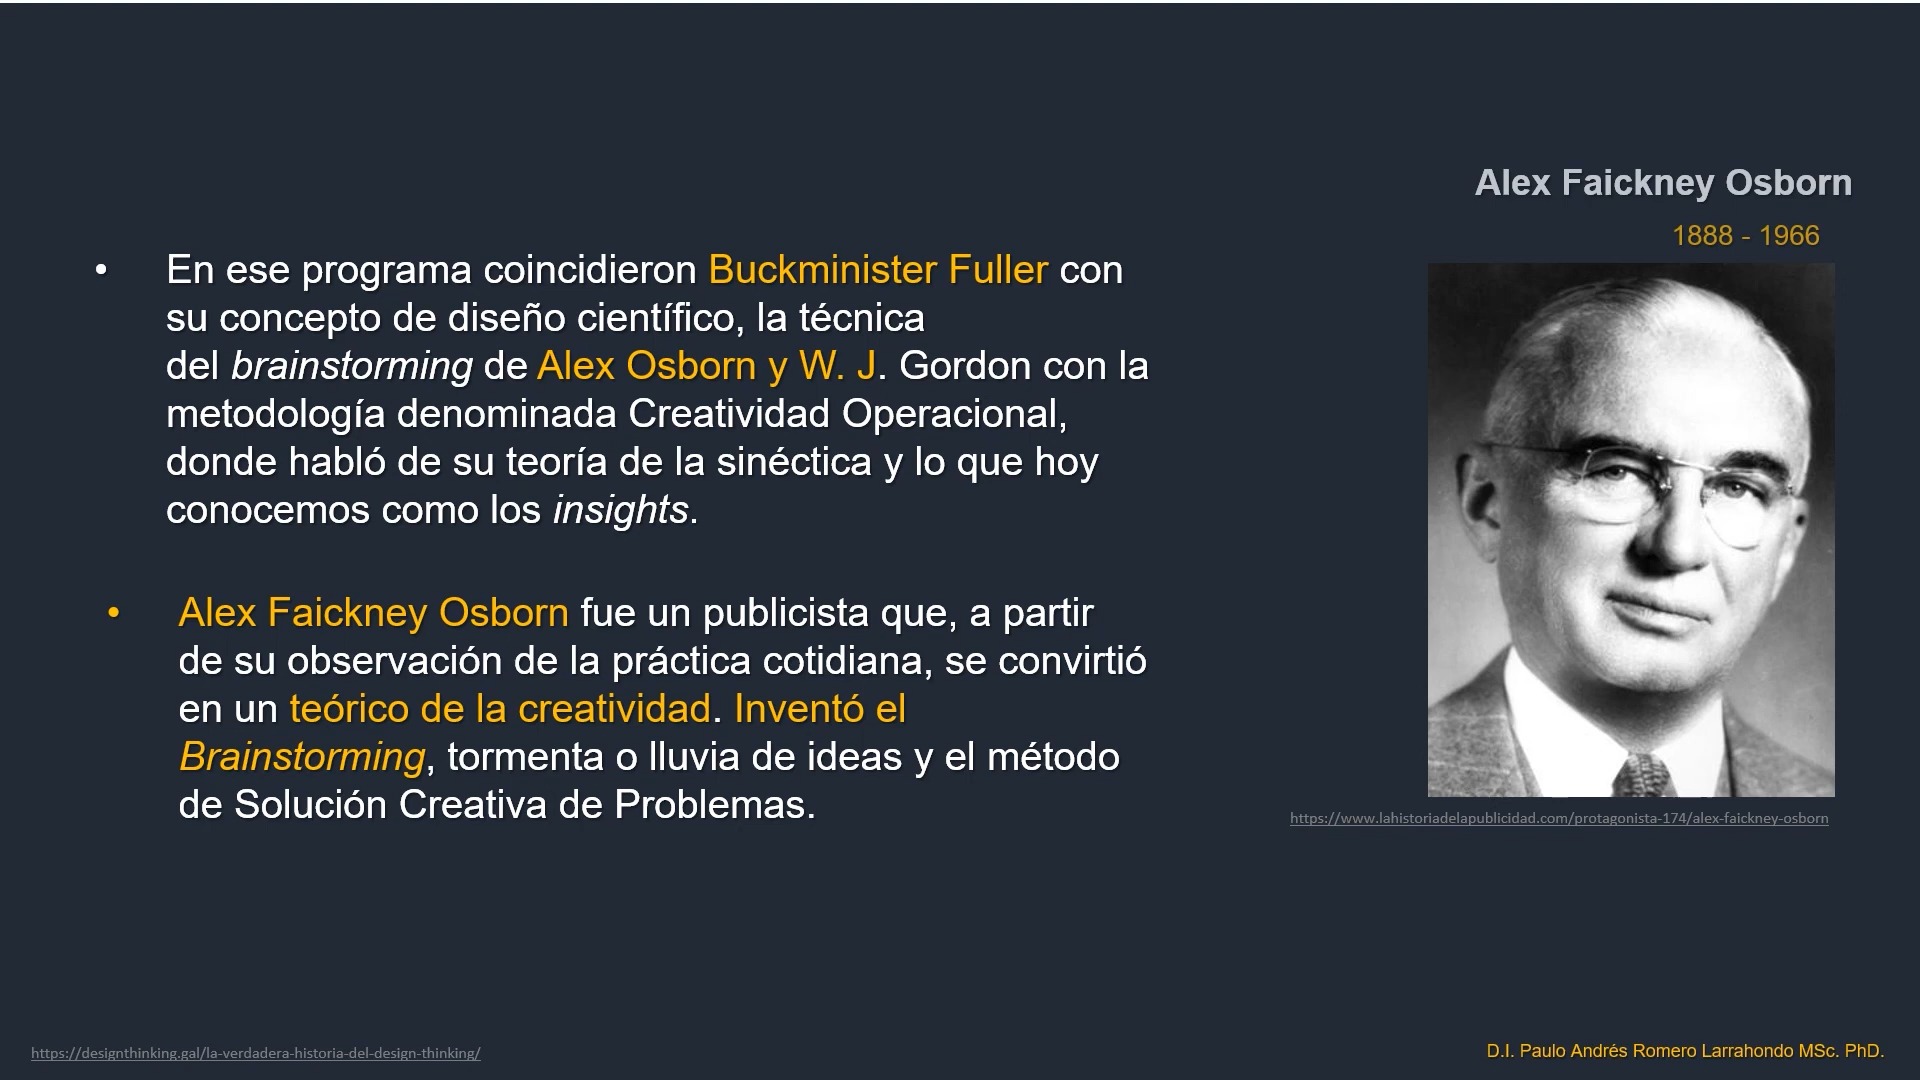 Alex Faickney Osborn
1888 - 1966
• En ese programa coincidieron Buckminister Fuller con
su concepto de diseño científico, la técnica
del brainstorming de Alex Osborn y W. J. Gordon con la
metodología denominada Creatividad Operacional,
donde habló de su teoría de la sinéctica y lo que hoy
conocemos como los insights.
• Alex Faickney Osborn fue un publicista que, a partir
de su observación de la práctica cotidiana, se convirtió
en un teórico de la creatividad. Inventó el
Brainstorming, tormenta o lluvia de ideas y el método
de Solución Creativa de Problemas.
https://www.lahistoriadelapublicidad.com/protagonista-174/alex-faickney-osborn
https://designthinking.gal/la-verdadera-historia-del-design-thinking/
D.I. Paulo Andrés Romero Larrahondo MSc. PhD.